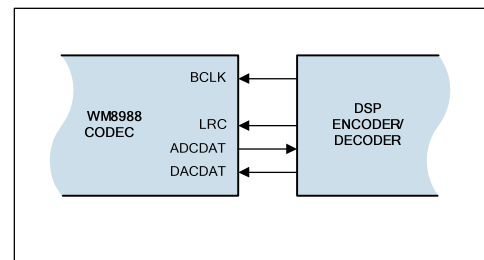 BCLK
WM8988
CODEC
LRC
ADCDAT
DACDAT
DSP
ENCODER/
DECODER